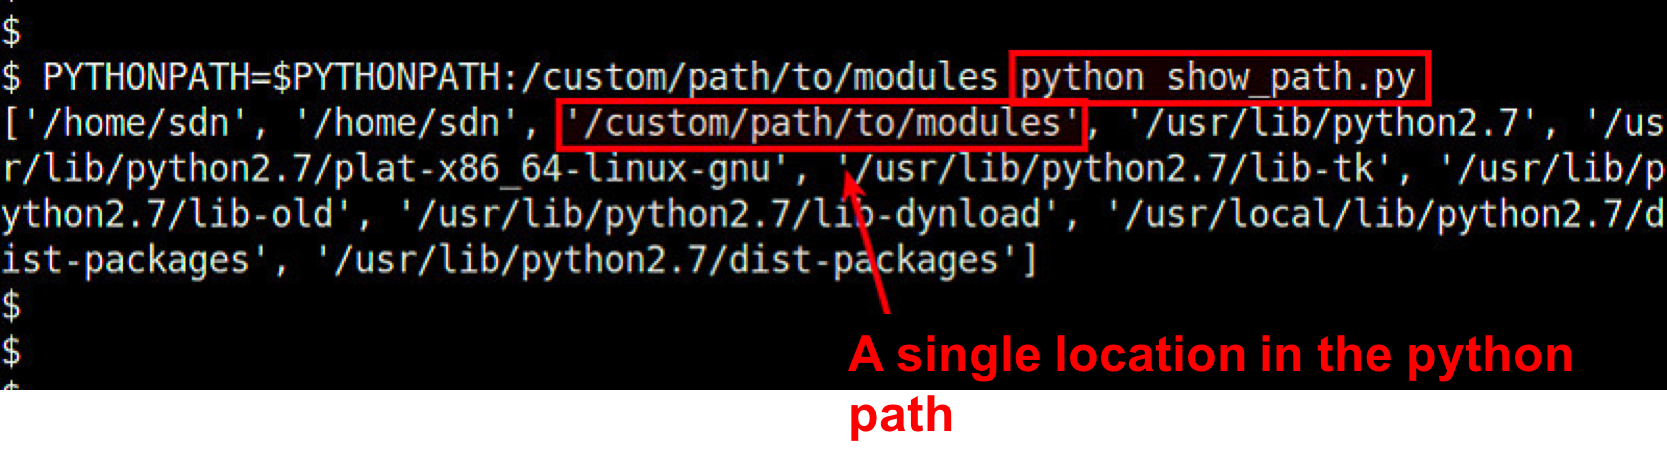 $
$ PYTHONPATH=$PYTHONPATH:/custom/path/to/modules python show_path.py
['/home/sdn', '/home/sdn', '/custom/path/to/modules', '/usr/lib/python2.7', '/us
r/lib/python2.7/plat-x86_64-linux-gnu', '/usr/lib/python2.7/lib-tk', '/usr/lib/p
ython2.7/lib-old', '/usr/lib/python2.7/lib-dynload', '/usr/local/lib/python2.7/d
ist-packages', '/usr/lib/python2.7/dist-packages']
$
$
A single location in the python
path